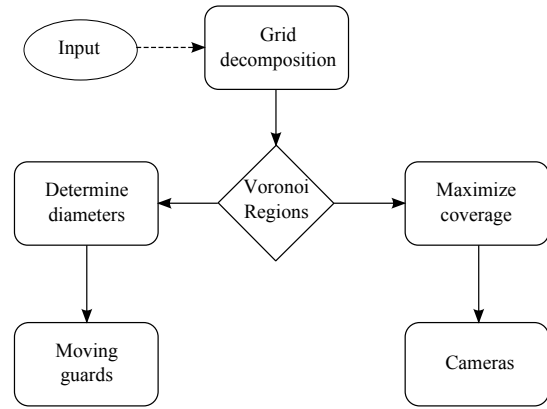 Input
Grid
decomposition
Voronoi
Regions
Determine
diameters
Maximize
coverage
Moving
guards
Cameras